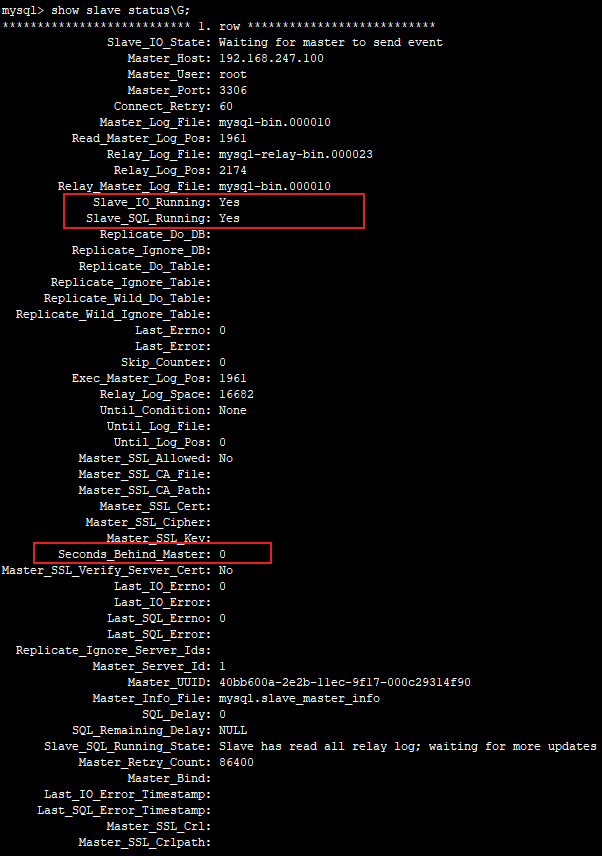 mysql> show slave status\G;
*************************** 1. row ***************************
Slave_IO_State: Waiting for master to send event
Master_Host: 192.168.247.100
Master_User: root
Master_Port: 3306
Connect_Retry: 60
Master_Log_File: mysql-bin.000010
Read_Master_Log_Pos: 1961
Relay_Log_File: mysql-relay-bin.000023
Relay_Log_Pos: 2174
Relay_Master_Log_File: mysql-bin.000010
Slave_IO_Running: Yes
Slave_SQL_Running: Yes
Replicate_Do_DB:
Replicate_Ignore_DB:
Replicate_Do_Table:
Replicate_Ignore_Table:
Replicate_Wild_Do_Table:
Replicate_Wild_Ignore_Table:
Last_Errno: 0
Last_Error:
Skip_Counter: 0
Exec_Master_Log_Pos: 1961
Relay_Log_Space: 16682
Until_Condition: None
Until_Log_File:
Until_Log_Pos: 0
Master_SSL_Allowed: No
Master_SSL_CA_File:
Master_SSL_CA_Path:
Master_SSL_Cert:
Master_SSL_Cipher:
Master_SSL_Key:
Seconds_Behind_Master: 0
Master_SSL_Verify_Server_Cert: No
Last_IO_Errno: 0
Last_IO_Error:
Last_SQL_Errno: 0
Last_SQL_Error:
Replicate_Ignore_Server_Ids:
Master_Server_Id: 1
Master_UUID: 40bb600a-2e2b-11ec-9f17-000c29314f90
Master_Info_File: mysql.slave_master_info
SQL_Delay: 0
SQL_Remaining_Delay: NULL
Slave_SQL_Running_State: Slave has read all relay log; waiting for more updates
Master_Retry_Count: 86400
Master_Bind:
Last_IO_Error_Timestamp:
Last_SQL_Error_Timestamp:
Master_SSL_Crl:
Master_SSL_Crlpath: